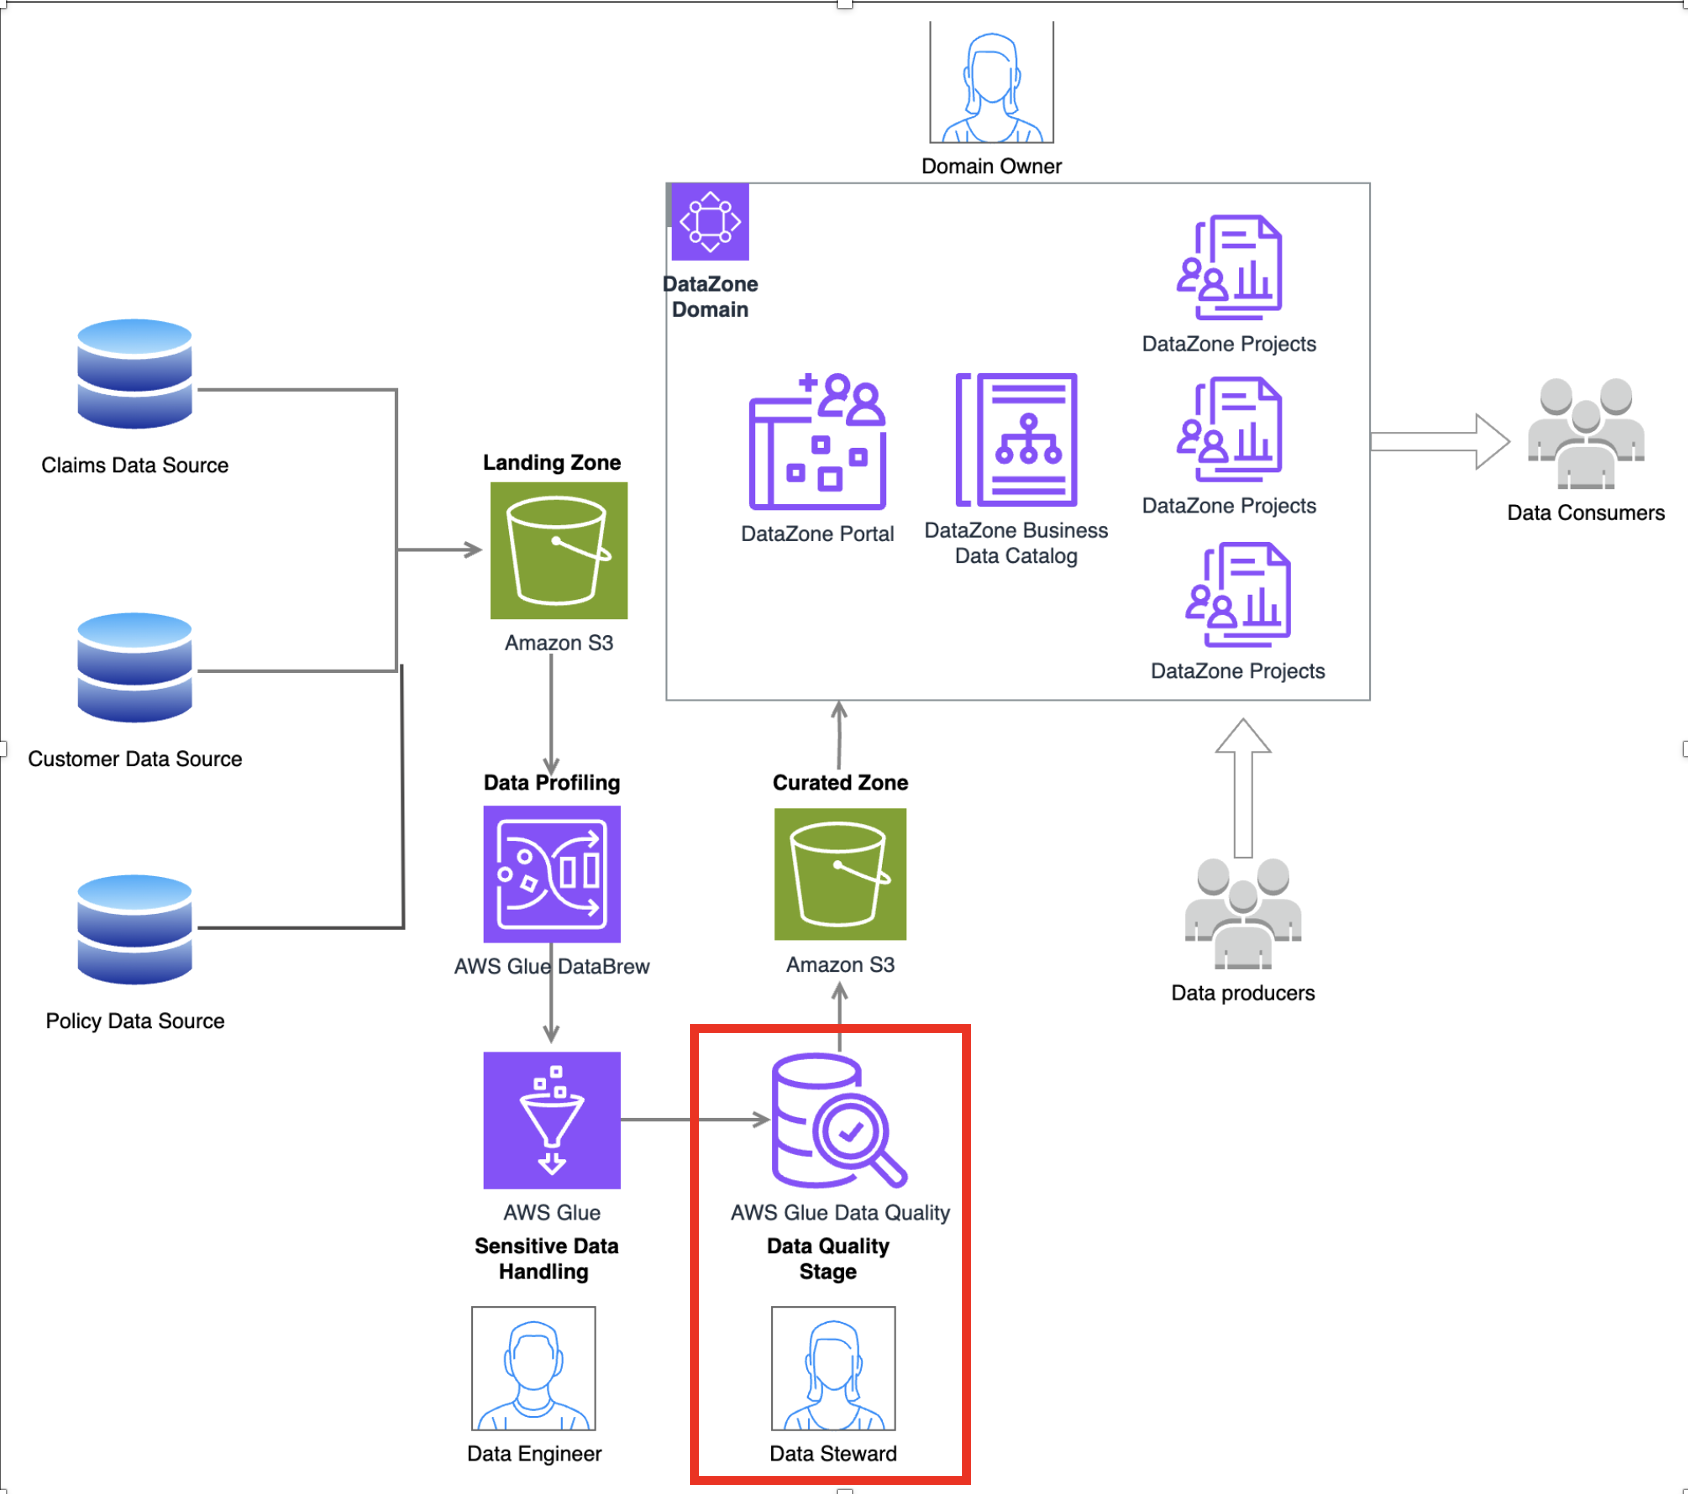 Domain Owner
DataZone
Domain
DataZone Projects
DataZone Projects
DataZone Projects
DataZone Portal
DataZone Business
Data Catalog
Data Consumers
Claims Data Source
Customer Data Source
Policy Data Source
Landing Zone
Amazon S3
Data Profiling
AWS Glue DataBrew
AWS Glue
Sensitive Data
Handling
Data Engineer
Curated Zone
Amazon S3
AWS Glue Data Quality
Data Quality
Stage
Data Steward
Data producers